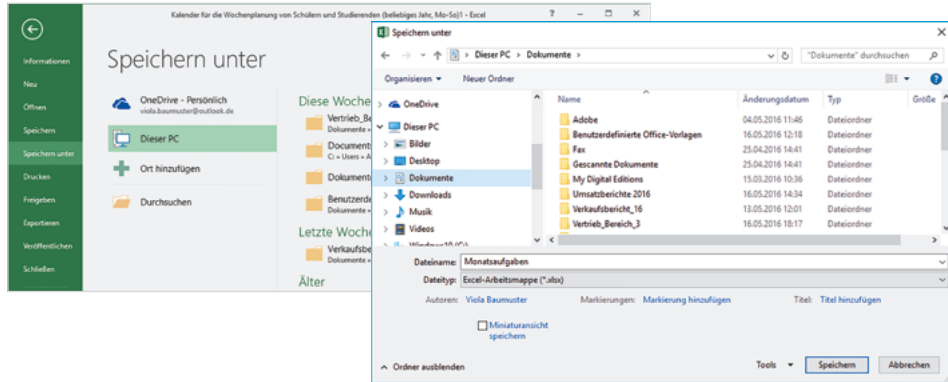 Kalender für die Wochenplanung von Schülern und Studierenden (beliebiges Jahr, Mo-So)1 - Excel
?
Informationen
Neu
Öffnen
Speichern
Speichern unter
Drucken
Freigeben
Exportieren
Veröffentlichen
Schließen
Speichern unter
OneDrive - Persönlich
viola.baumuster@outlook.de
Dieser PC
Ort hinzufügen
Durchsuchen
Diese Woche
Vertrieb_Be
Dokumente »
Document
C: » Users » A
Dokument
Benutzerde
Dokumente »
Letzte Woche
Verkaufsbe
Dokumente »
Älter
Speichern unter
Dieser PC > Dokumente >
"Dokumente" durchsuchen
Organisieren
Neuer Ordner
?
OneDrive
Dieser PC
Bilder
Desktop
Dokumente
Downloads
Musik
Videos
Windows10 (C:)
Name Änderungsdatum Typ Größe
Adobe 04.05.2016 11:46 Dateiordner
Benutzerdefinierte Office-Vorlagen 16.05.2016 12:18 Dateiordner
Fax 25.04.2016 14:41 Dateiordner
Gescannte Dokumente 25.04.2016 14:41 Dateiordner
My Digital Editions 15.03.2016 10:36 Dateiordner
Umsatzberichte 2016 16.05.2016 14:34 Dateiordner
Verkaufsbericht_16 13.05.2016 12:01 Dateiordner
Vertrieb_Bereich_3 16.05.2016 18:17 Dateiordner
Dateiname: Monatsaufgaben
Dateityp: Excel-Arbeitsmappe (*.xlsx)
Autoren: Viola Baumuster Markierungen: Markierung hinzufügen Titel: Titel hinzufügen
Miniaturansicht
speichern
Ordner ausblenden
Tools Speichern Abbrechen